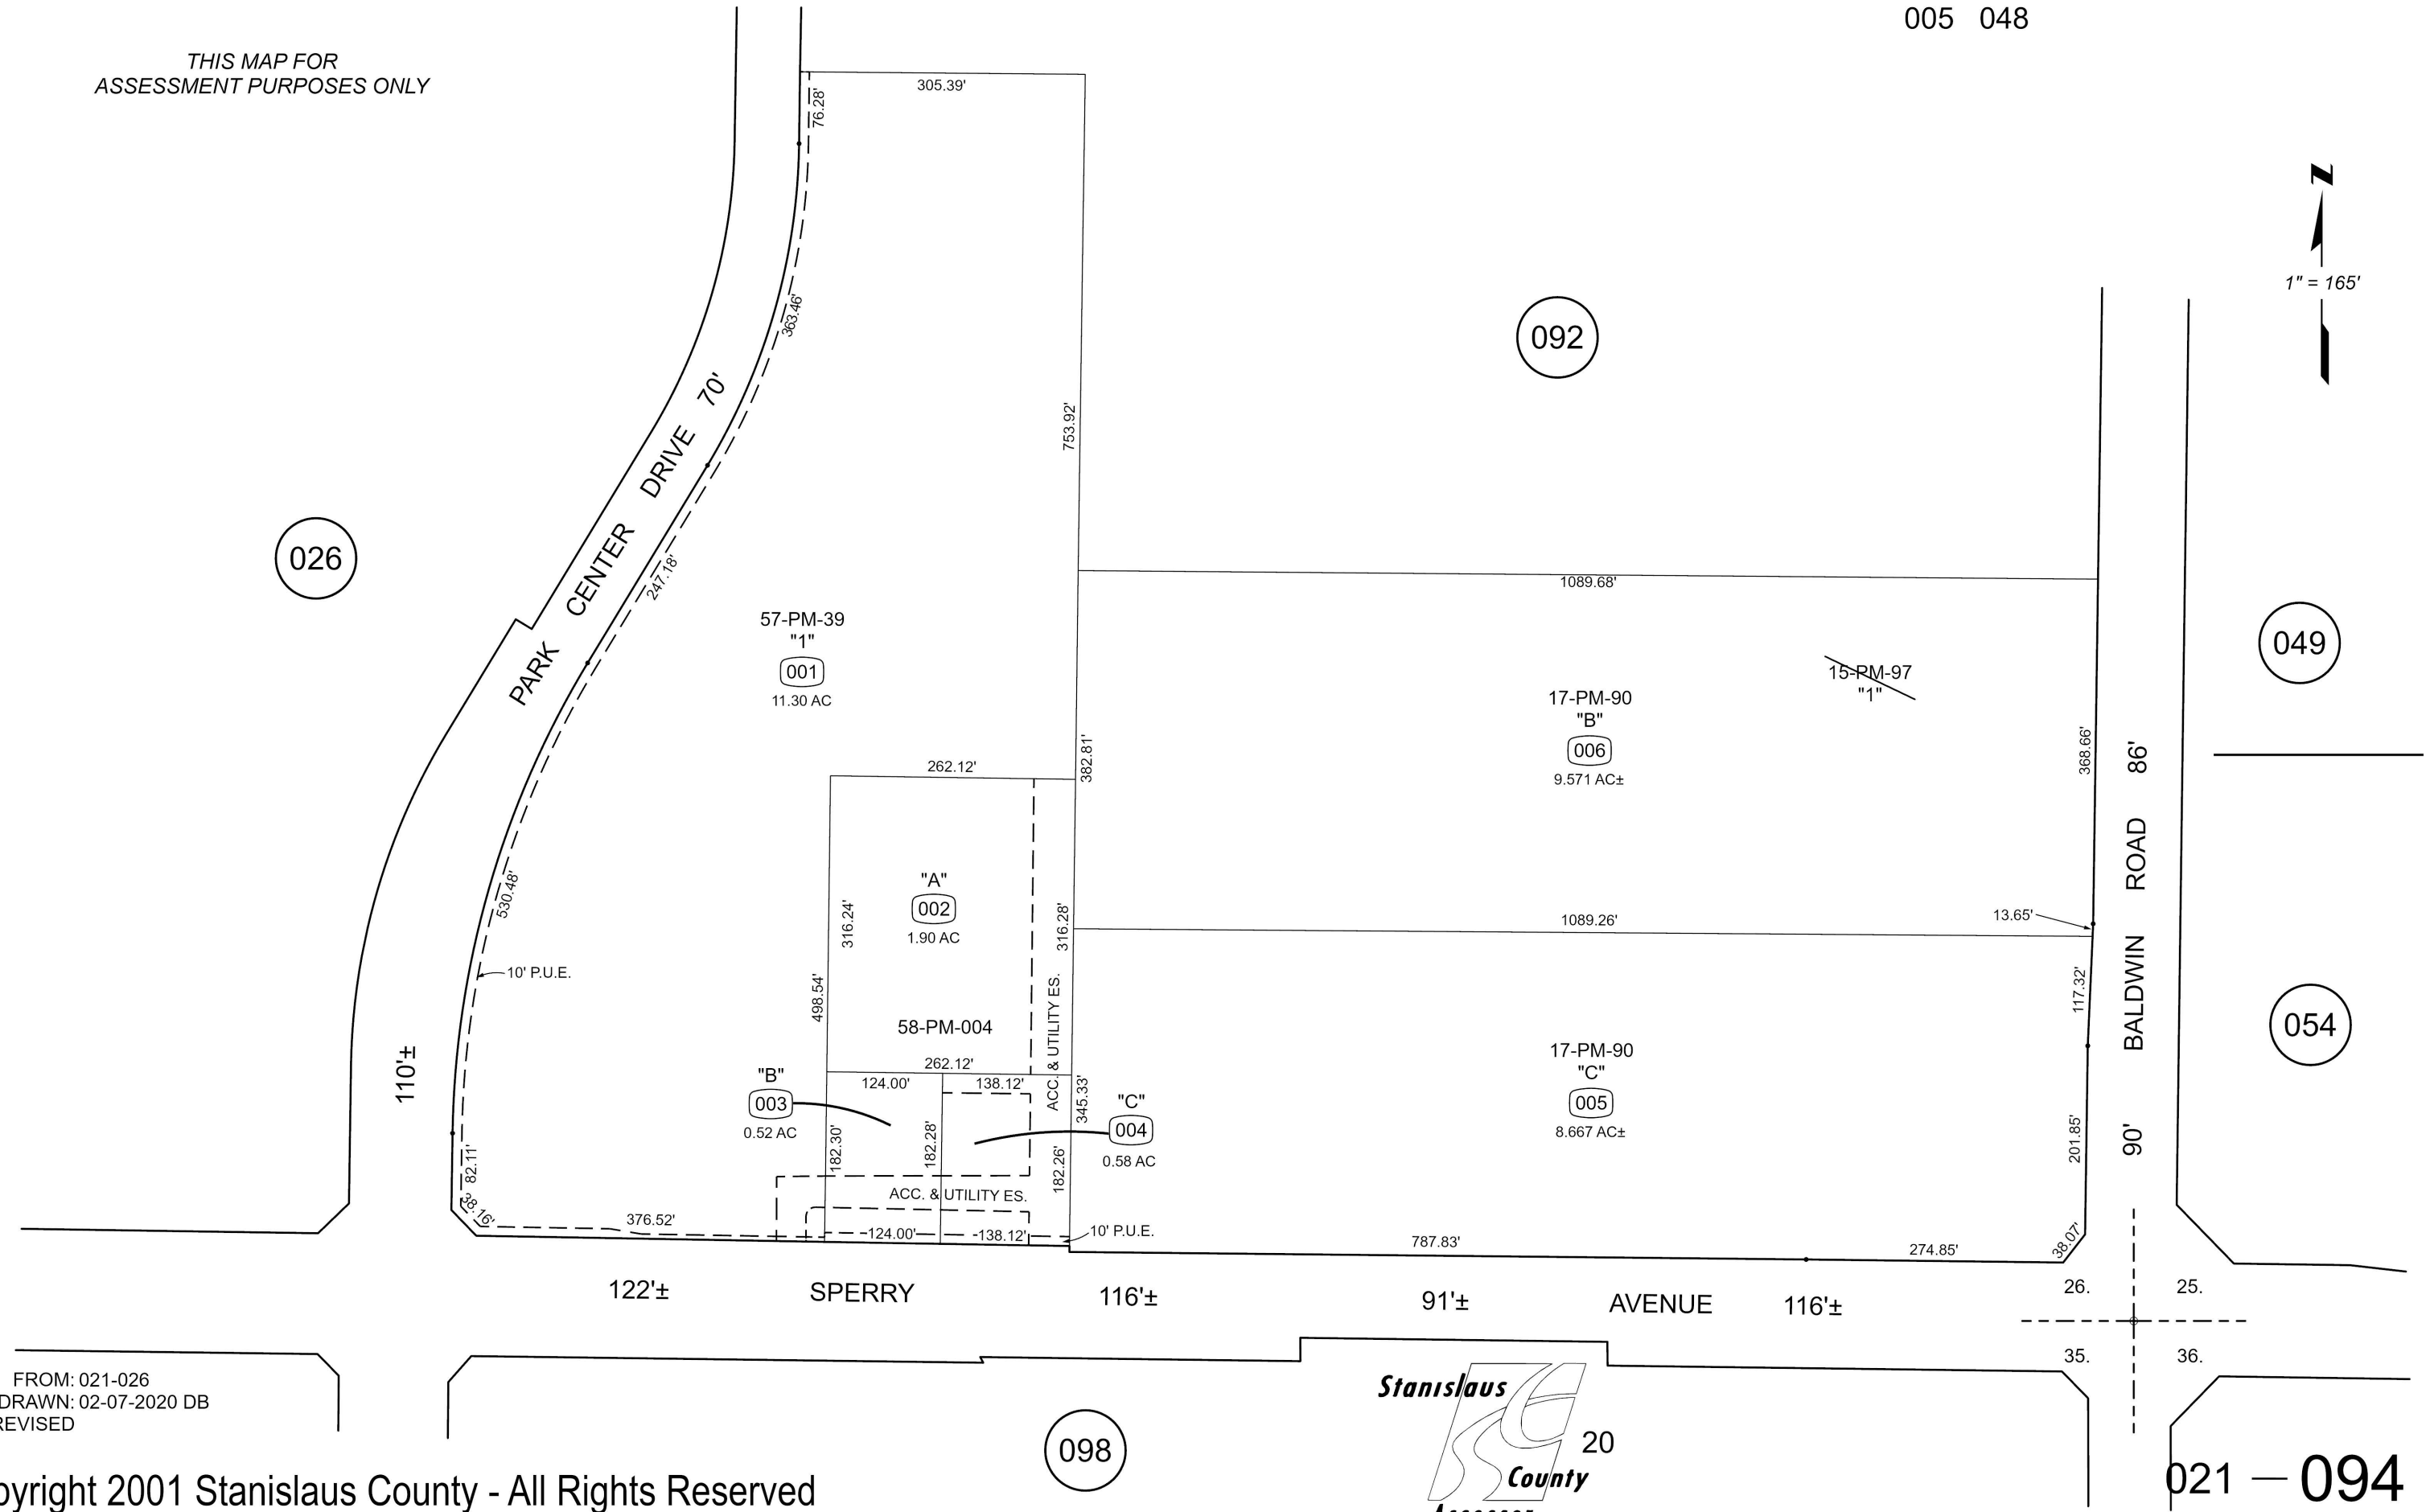 005 048
THIS MAP FOR
ASSESSMENT PURPOSES ONLY
305.39'
76.28'
N
1" = 165'
363.46'
092
70'
753.92'
DRIVE
026
CENTER
247.18'
1089.68'
57-PM-39
"1"
001
11.30 AC
049
PARK
15-PM-97
"1"
17-PM-90
"B"
006
9.571 AC±
382.81'
368.66'
86'
262.12'
530.48'
"A"
002
1.90 AC
316.24'
316.28'
ROAD
1089.26'
13.65'
10' P.U.E.
498.54'
117.32'
BALDWIN
58-PM-004
ACC. & UTILITY ES.
054
262.12'
110'±
"B"
003
0.52 AC
124.00'
138.12'
345.33'
17-PM-90
"C"
005
8.667 AC±
"C"
004
0.58 AC
182.30'
182.28'
182.26'
201.85'
90'
82.11'
38.16'
ACC. & UTILITY ES.
376.52'
124.00'
138.12'
10' P.U.E.
787.83'
274.85'
38.07'
122'±
SPERRY
116'±
91'±
AVENUE
116'±
26.
25.
35.
36.
FROM: 021-026
DRAWN: 02-07-2020 DB
REVISED
Stanislaus
County
20
098
pyright 2001 Stanislaus County - All Rights Reserved
Assessor
021 — 094